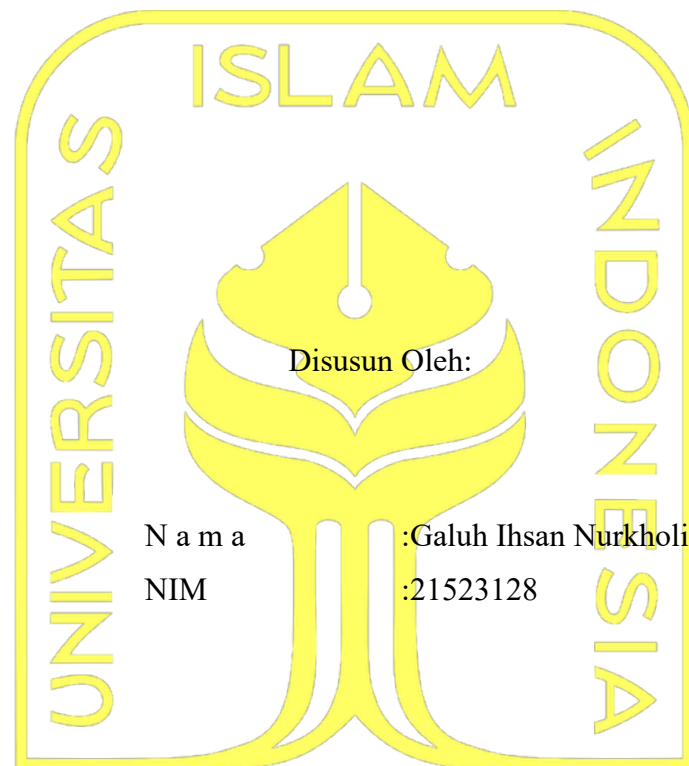 ISLAM
UNIVERSITAS
INDONESIA
Disusun Oleh:
N a m a :Galuh Ihsan Nurkholi
NIM :21523128